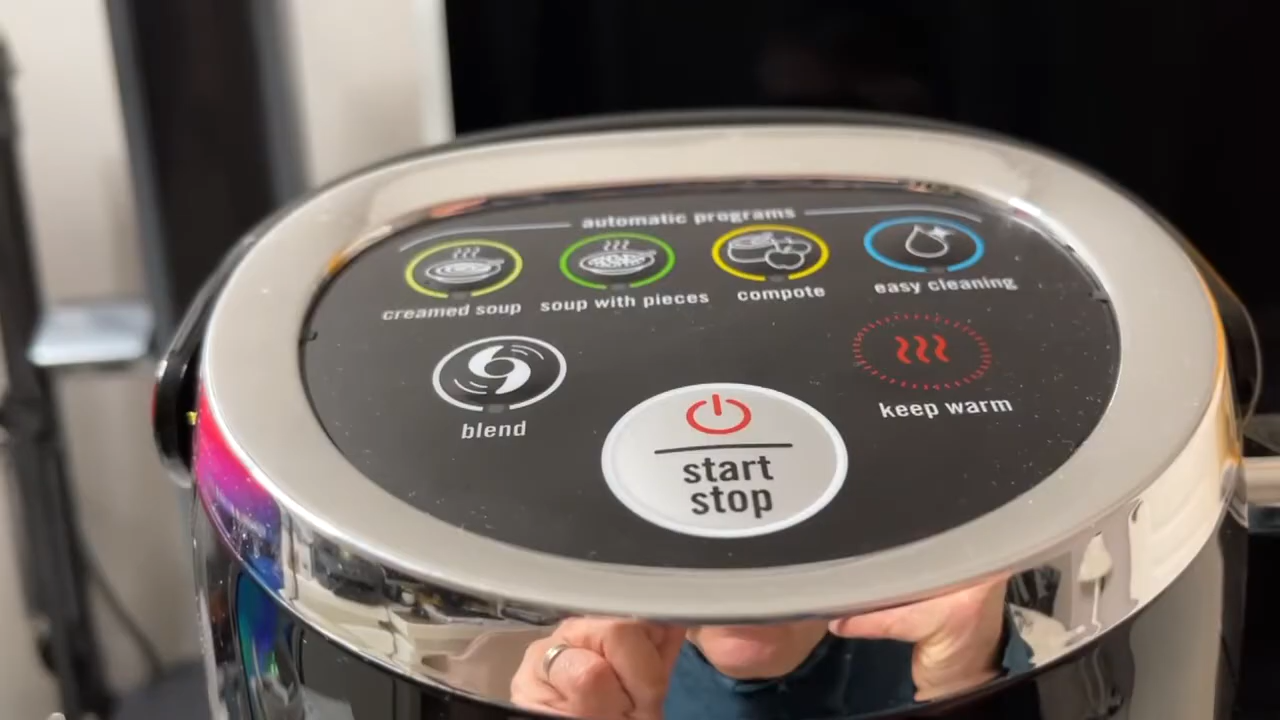 automatic programs
creamed soup
soup with pieces
compote
easy cleaning
blend
keep warm
start
stop